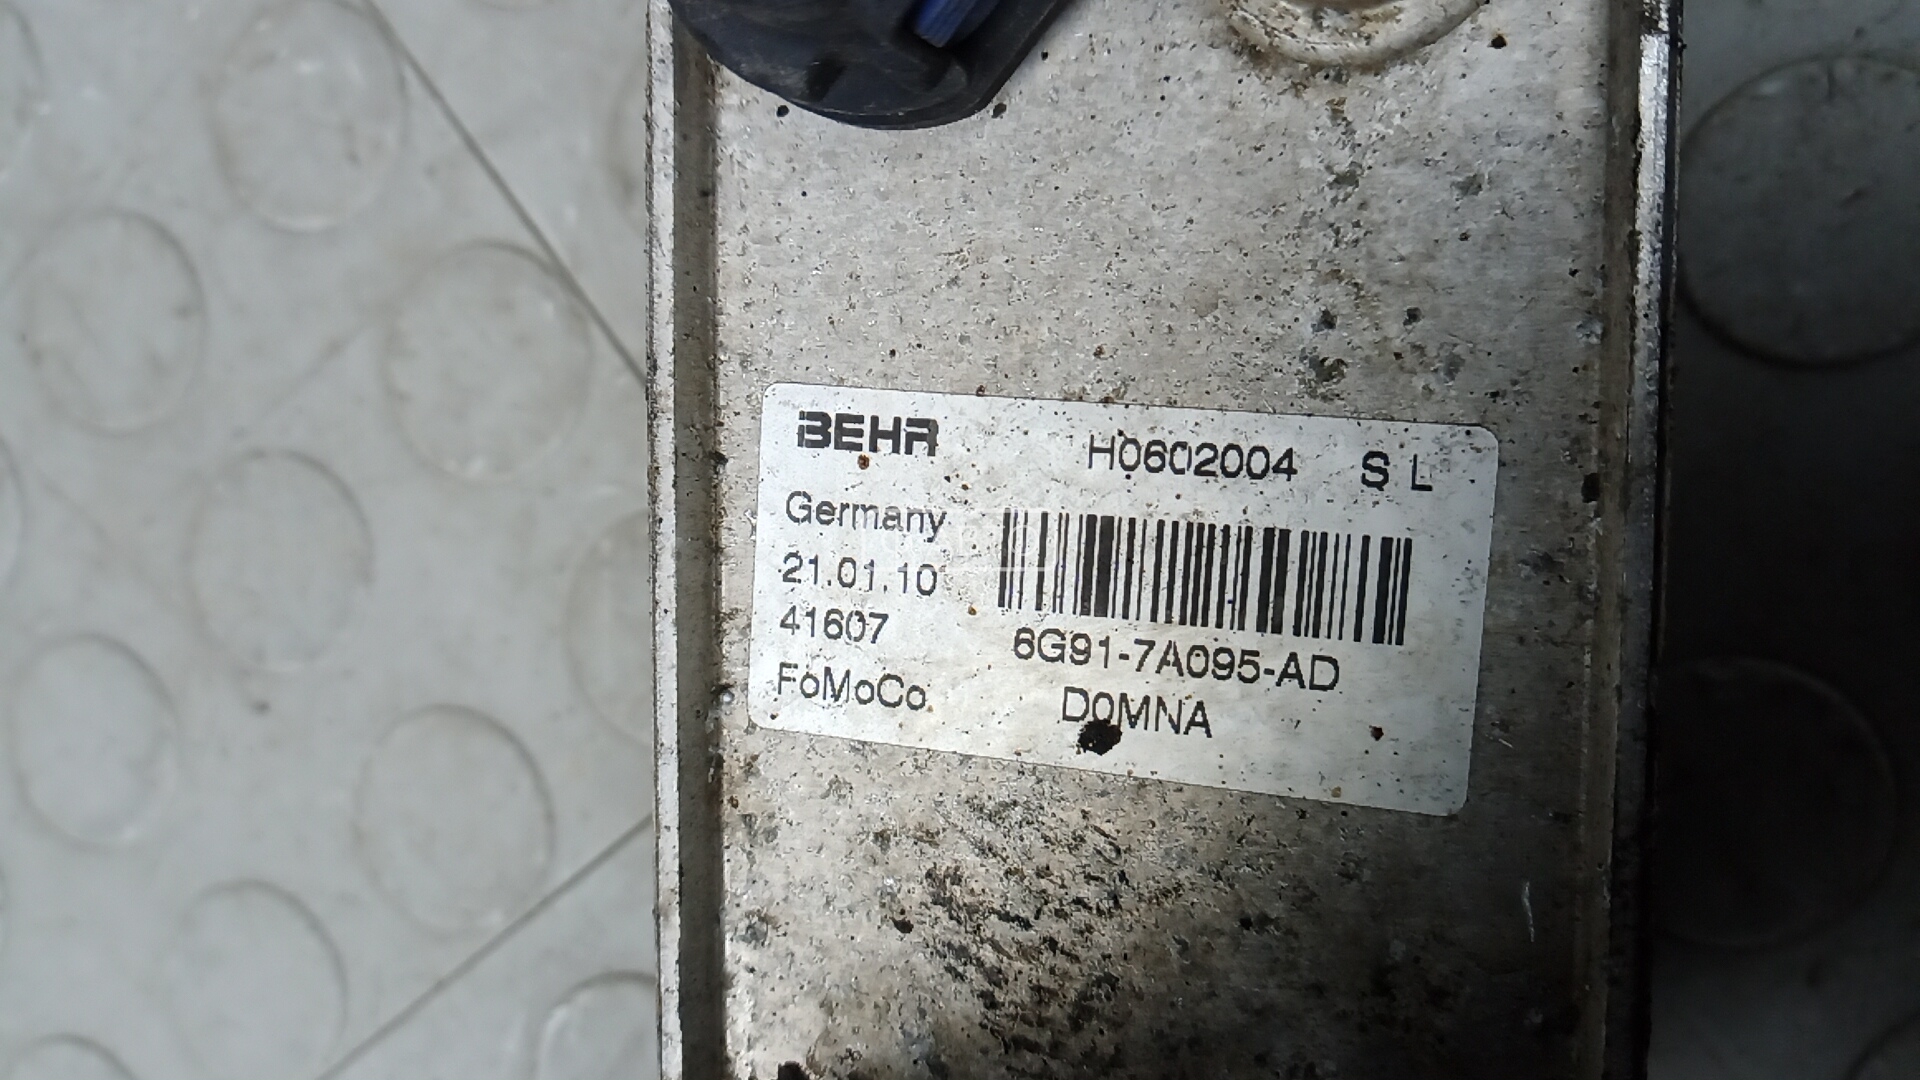 BEHR H0602004 S L
Germany
21.01.10
41607
6G91-7A095-AD
FoMoCo
D0MNA